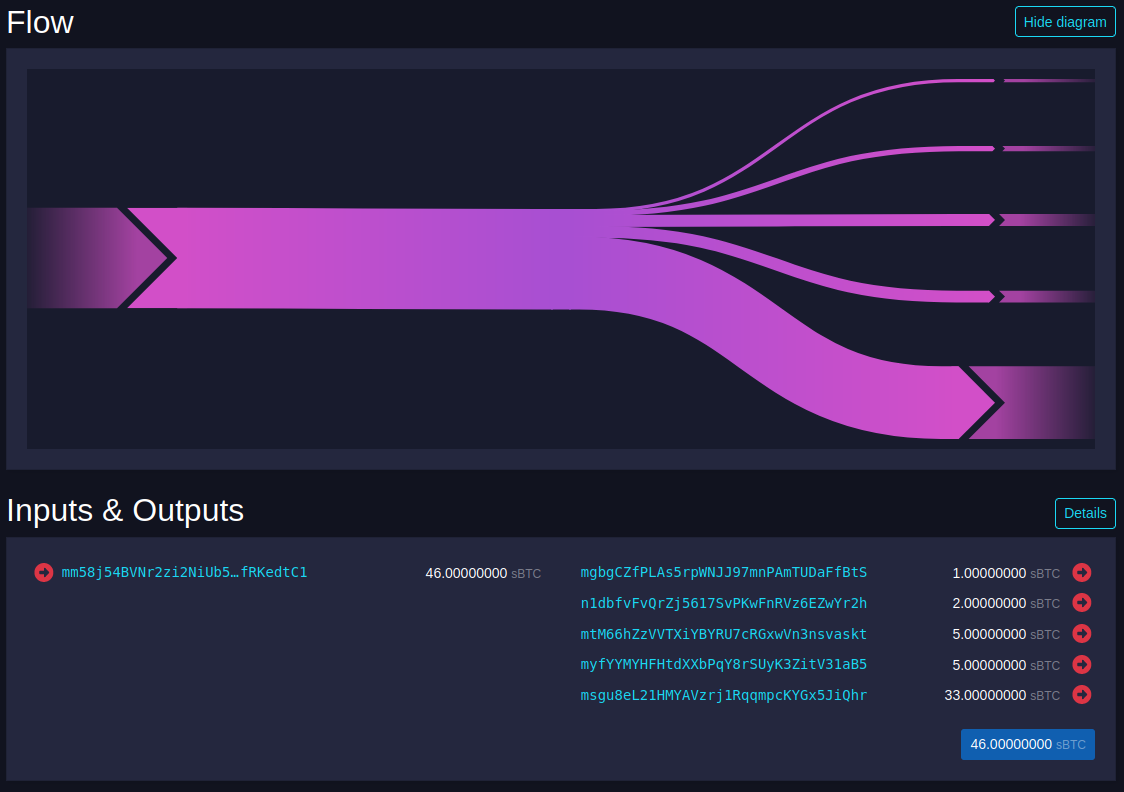 Flow
Hide diagram
Inputs & Outputs
Details
mm58j54BVNr2zi2NiUb5…fRKedtC1 46.00000000 sBTC
mgbgCZfPLAs5rpWNJJ97mnPAmTUDaFfBtS 1.00000000 sBTC
n1dbfvFvQrZj5617SvPKwFnRVz6EZwYr2h 2.00000000 sBTC
mtM66hZzVVTXiYBYRU7cRGxwVn3nsvaskt 5.00000000 sBTC
myfYYMYHFHtdXXbPqY8rSUyK3ZitV31aB5 5.00000000 sBTC
msgu8eL21HMYAVzrj1RqqmpcKYGx5JiQhr 33.00000000 sBTC
46.00000000 sBTC